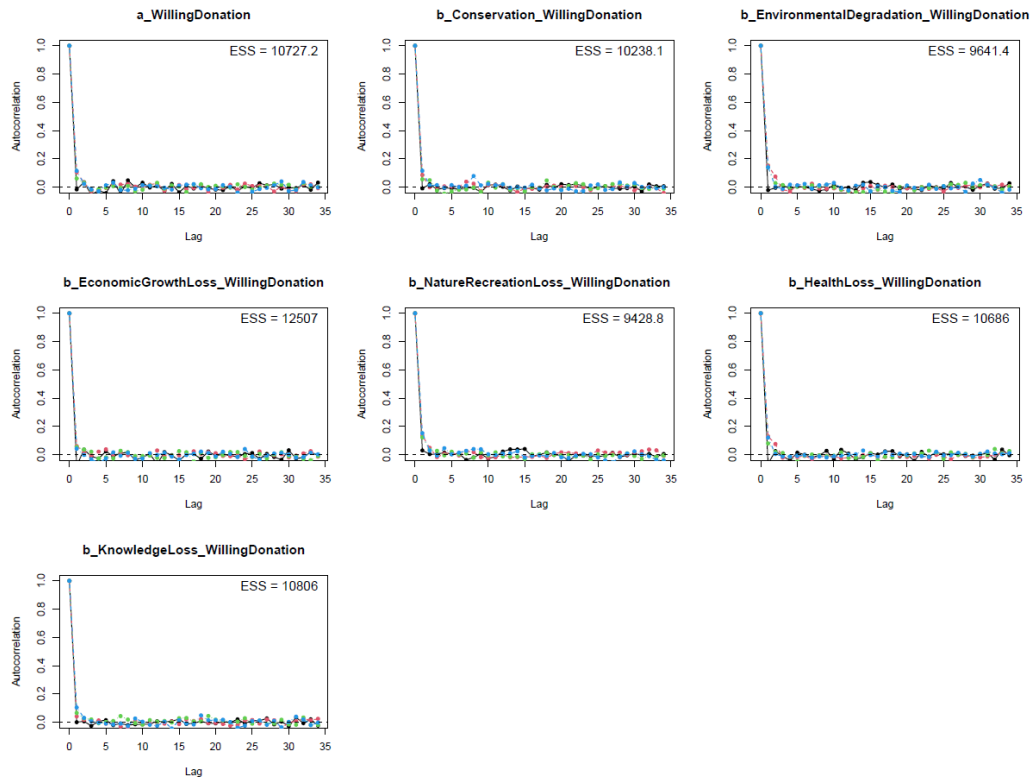 a_WillingDonation
ESS = 10727.2
Autocorrelation
1.0
0.8
0.6
0.4
0.2
0.0
0 5 10 15 20 25 30 35
Lag
b_Conservation_WillingDonation
ESS = 10238.1
Autocorrelation
1.0
0.8
0.6
0.4
0.2
0.0
0 5 10 15 20 25 30 35
Lag
b_EnvironmentalDegradation_WillingDonation
ESS = 9641.4
Autocorrelation
1.0
0.8
0.6
0.4
0.2
0.0
0 5 10 15 20 25 30 35
Lag
b_EconomicGrowthLoss_WillingDonation
ESS = 12507
Autocorrelation
1.0
0.8
0.6
0.4
0.2
0.0
0 5 10 15 20 25 30 35
Lag
b_NatureRecreationLoss_WillingDonation
ESS = 9428.8
Autocorrelation
1.0
0.8
0.6
0.4
0.2
0.0
0 5 10 15 20 25 30 35
Lag
b_HealthLoss_WillingDonation
ESS = 10686
Autocorrelation
1.0
0.8
0.6
0.4
0.2
0.0
0 5 10 15 20 25 30 35
Lag
b_KnowledgeLoss_WillingDonation
ESS = 10806
Autocorrelation
1.0
0.8
0.6
0.4
0.2
0.0
0 5 10 15 20 25 30 35
Lag